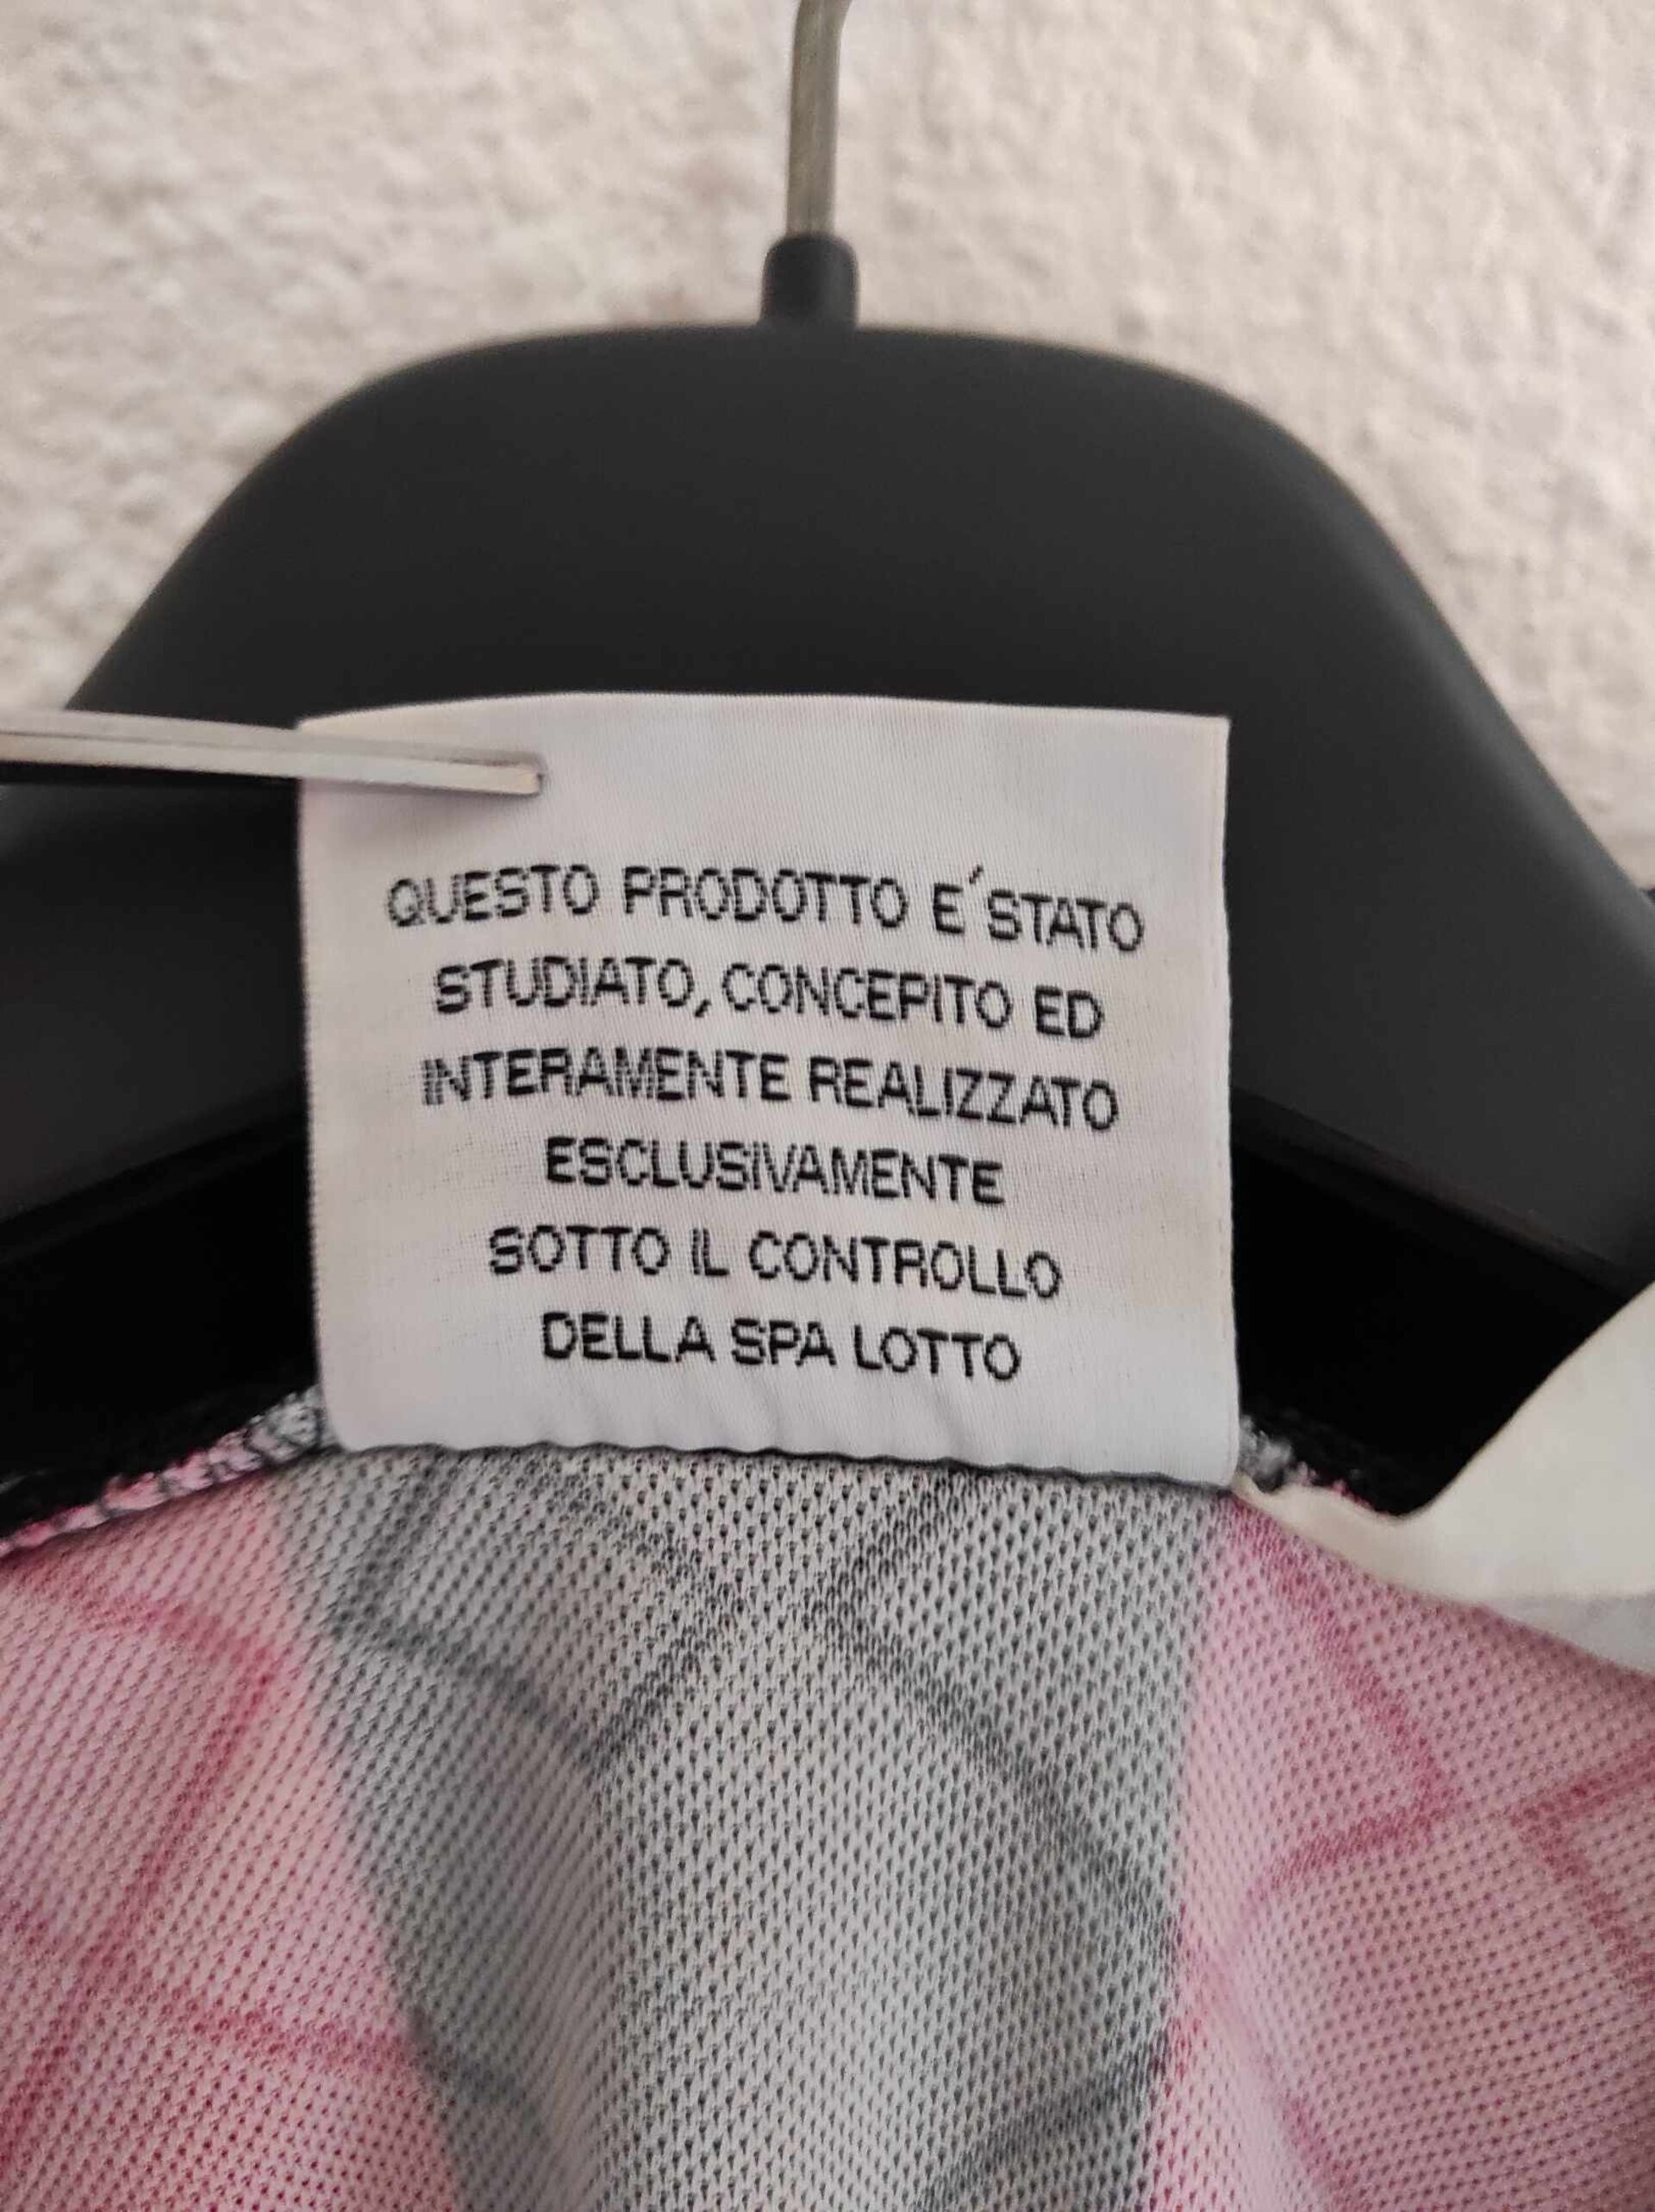 QUESTO PRODOTTO E´STATO
STUDIATO, CONCEPITO ED
INTERAMENTE REALIZZATO
ESCLUSIVAMENTE
SOTTO IL CONTROLLO
DELLA SPA LOTTO